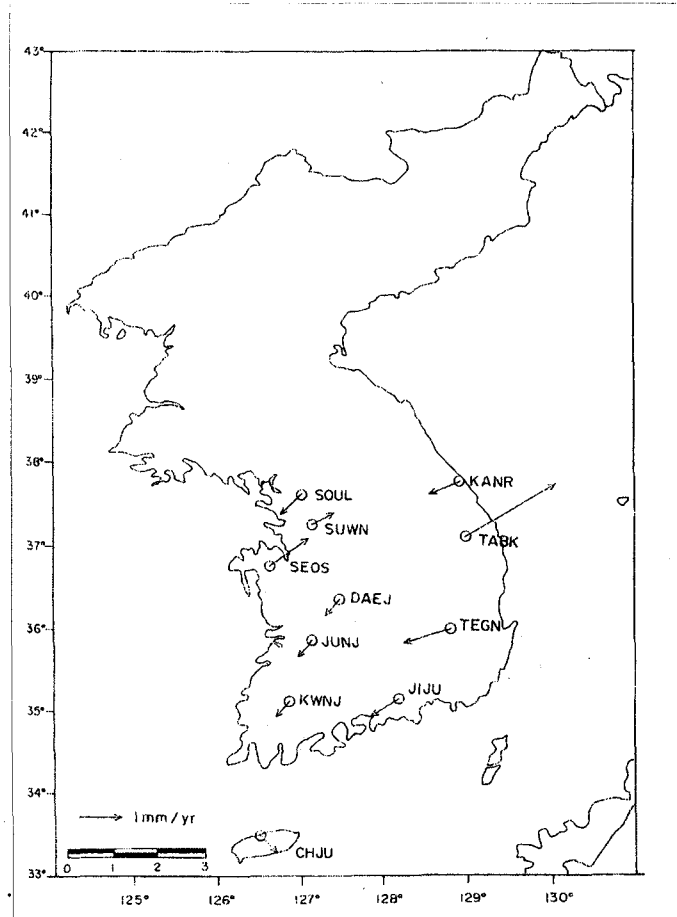 43°
42°
41°
40°
39°
38°
KANR
SOUL
SUWN
TABK
37°
SEOS
DAEJ
TEGN
36°
JUNJ
JIJU
KWNJ
35°
34°
1mm/yr
CHJU
0 1 2 3
33°
125° 126° 127° 128° 129° 130°